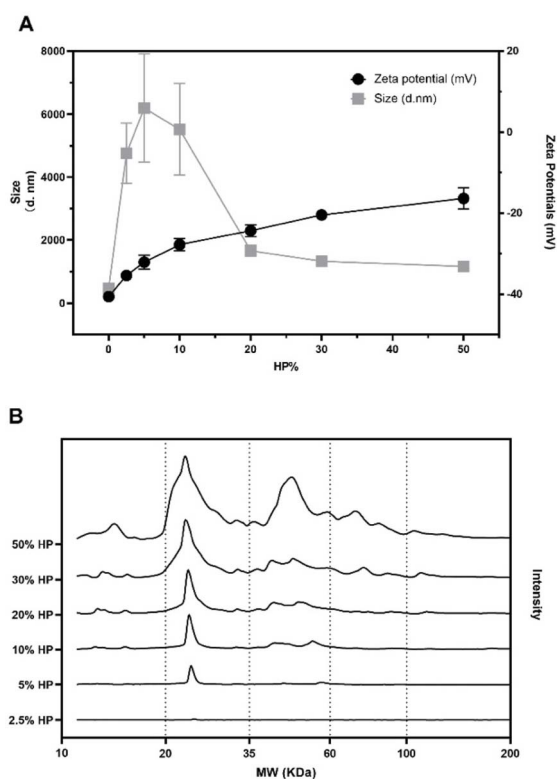 A
8000
6000
4000
2000
0
Size
(d. nm)
20
0
-20
-40
Zeta Potentials
(mV)
Zeta potential (mV)
Size (d.nm)
0
10
20
30
40
50
HP%
B
50% HP
30% HP
20% HP
10% HP
5% HP
2.5% HP
Intensity
10
20
35
60
100
200
MW (KDa)